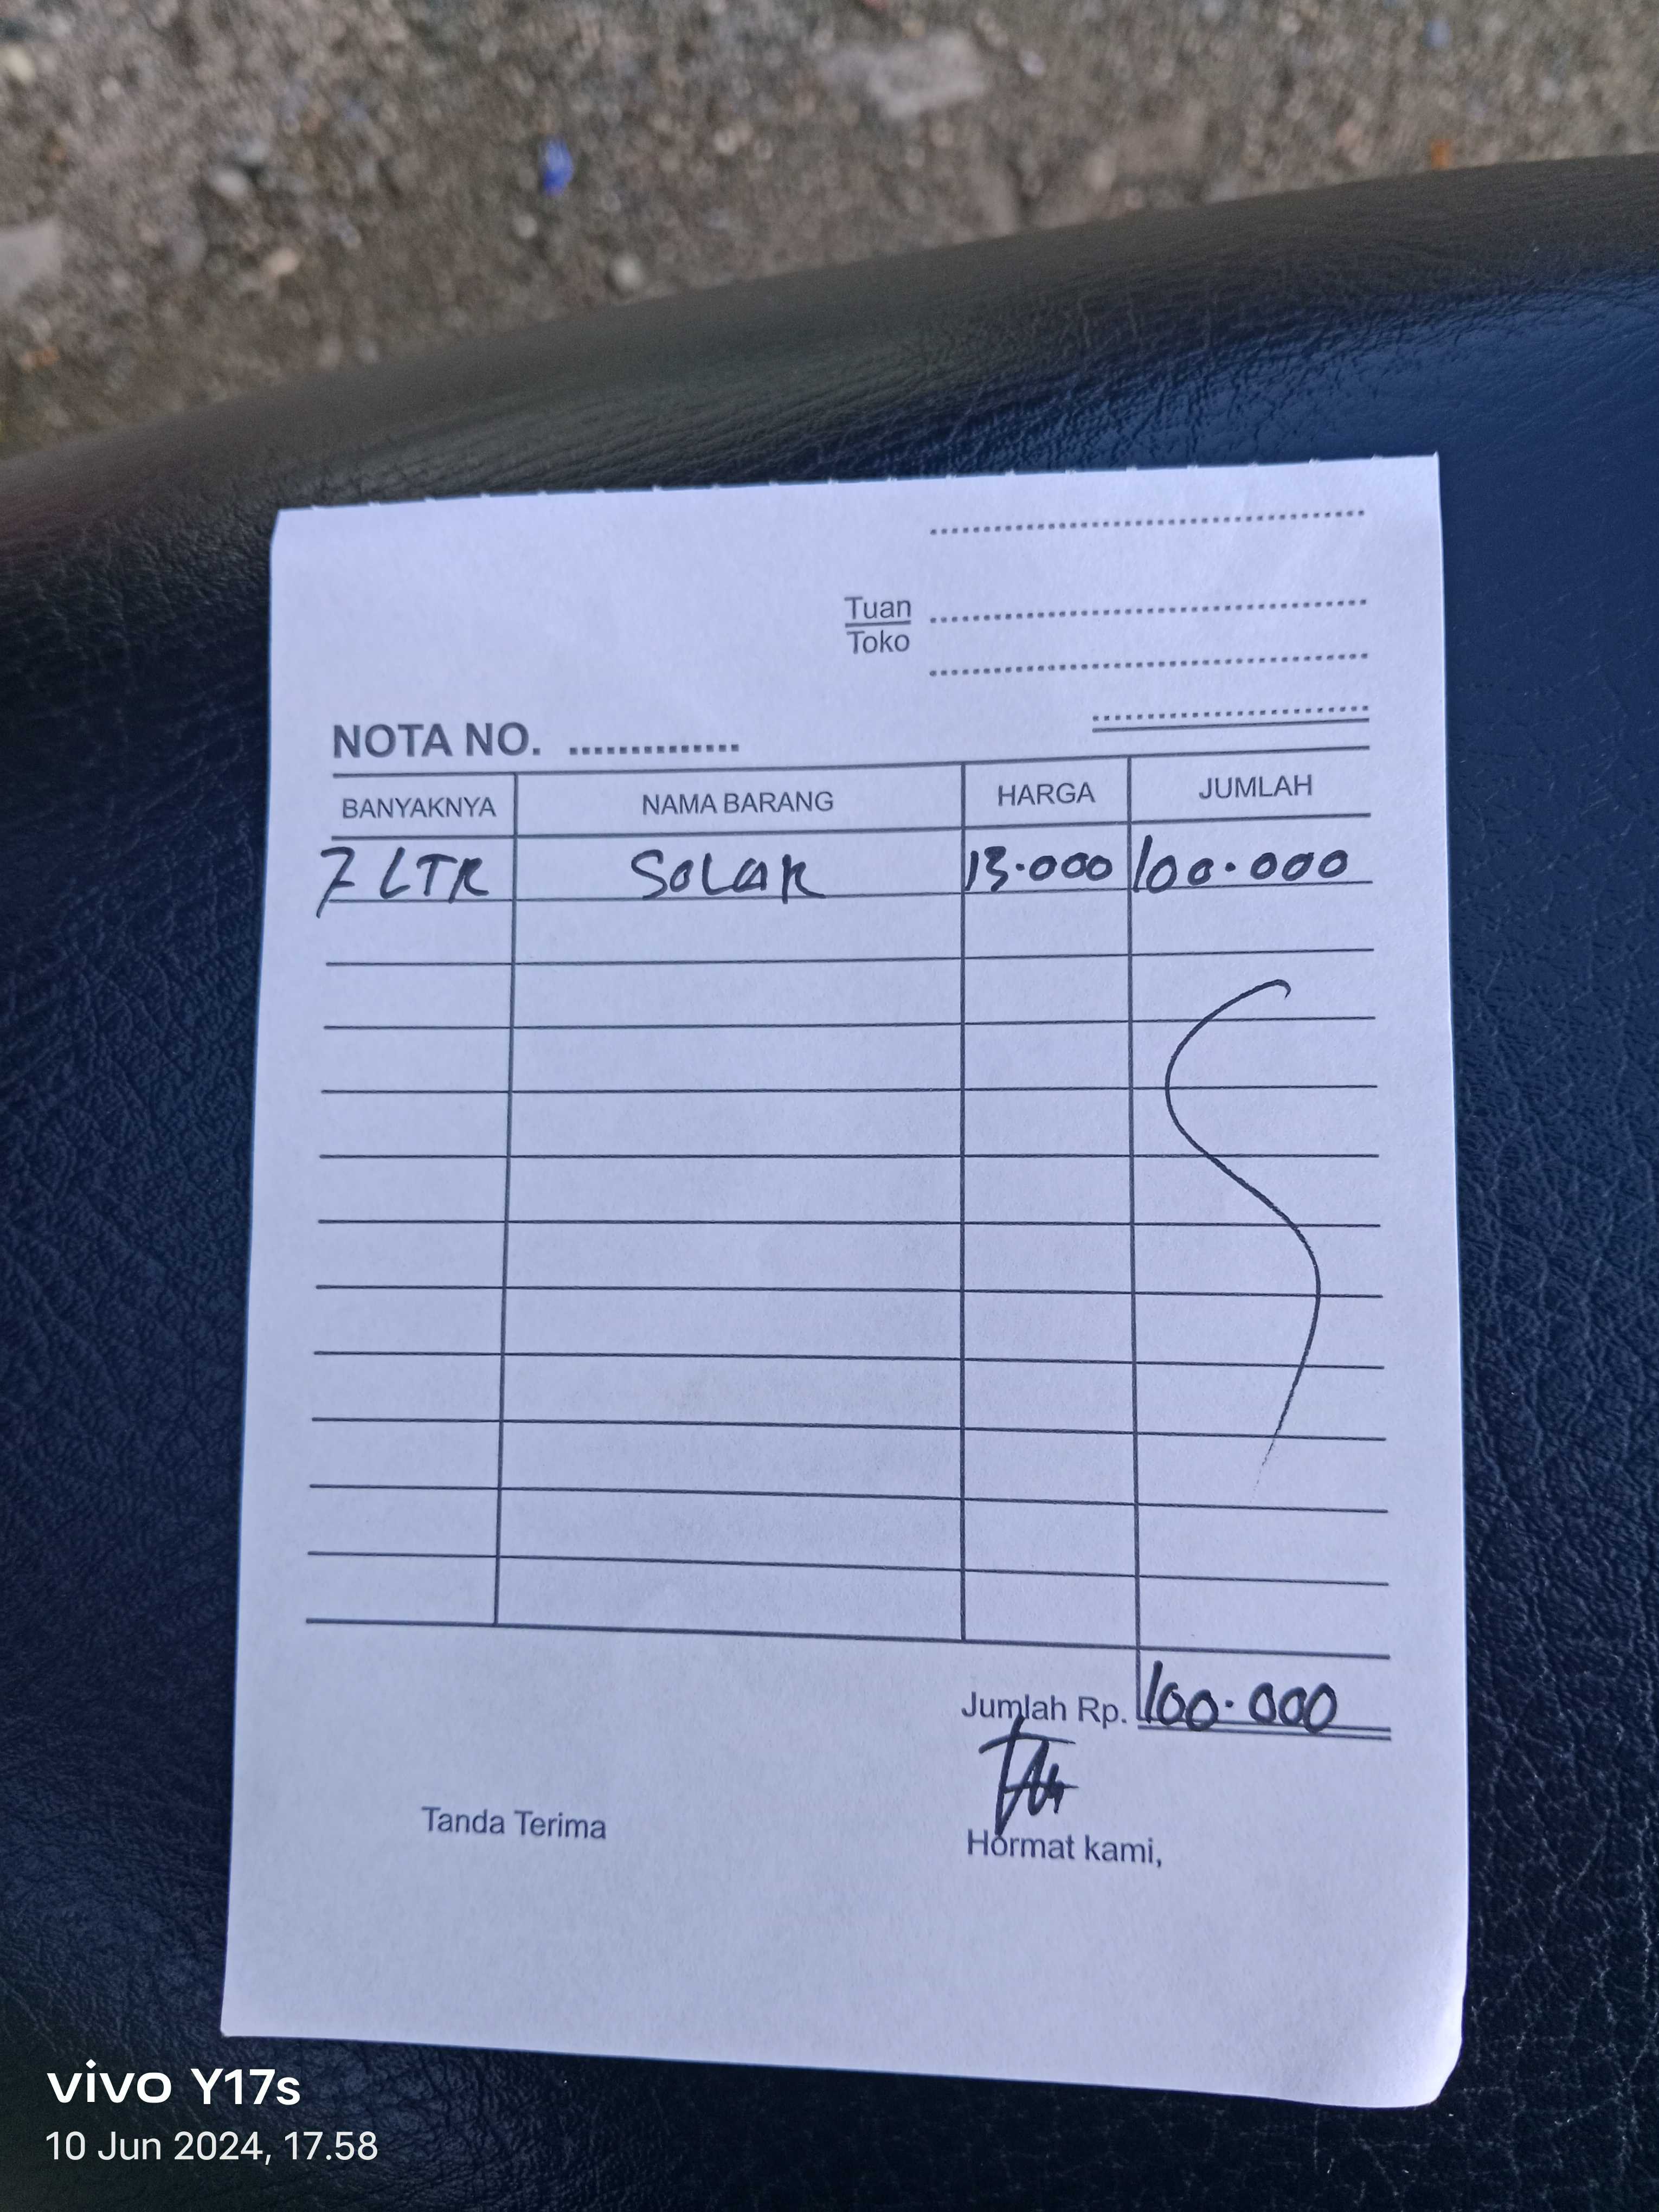 Tuan
Toko
NOTA NO. ..............
BANYAKNYA NAMA BARANG HARGA JUMLAH
7 LTR SOLAR 13.000 100.000
Jumlah Rp. 100.000
Tanda Terima Hormat kami,
vivo Y17s
10 Jun 2024, 17.58